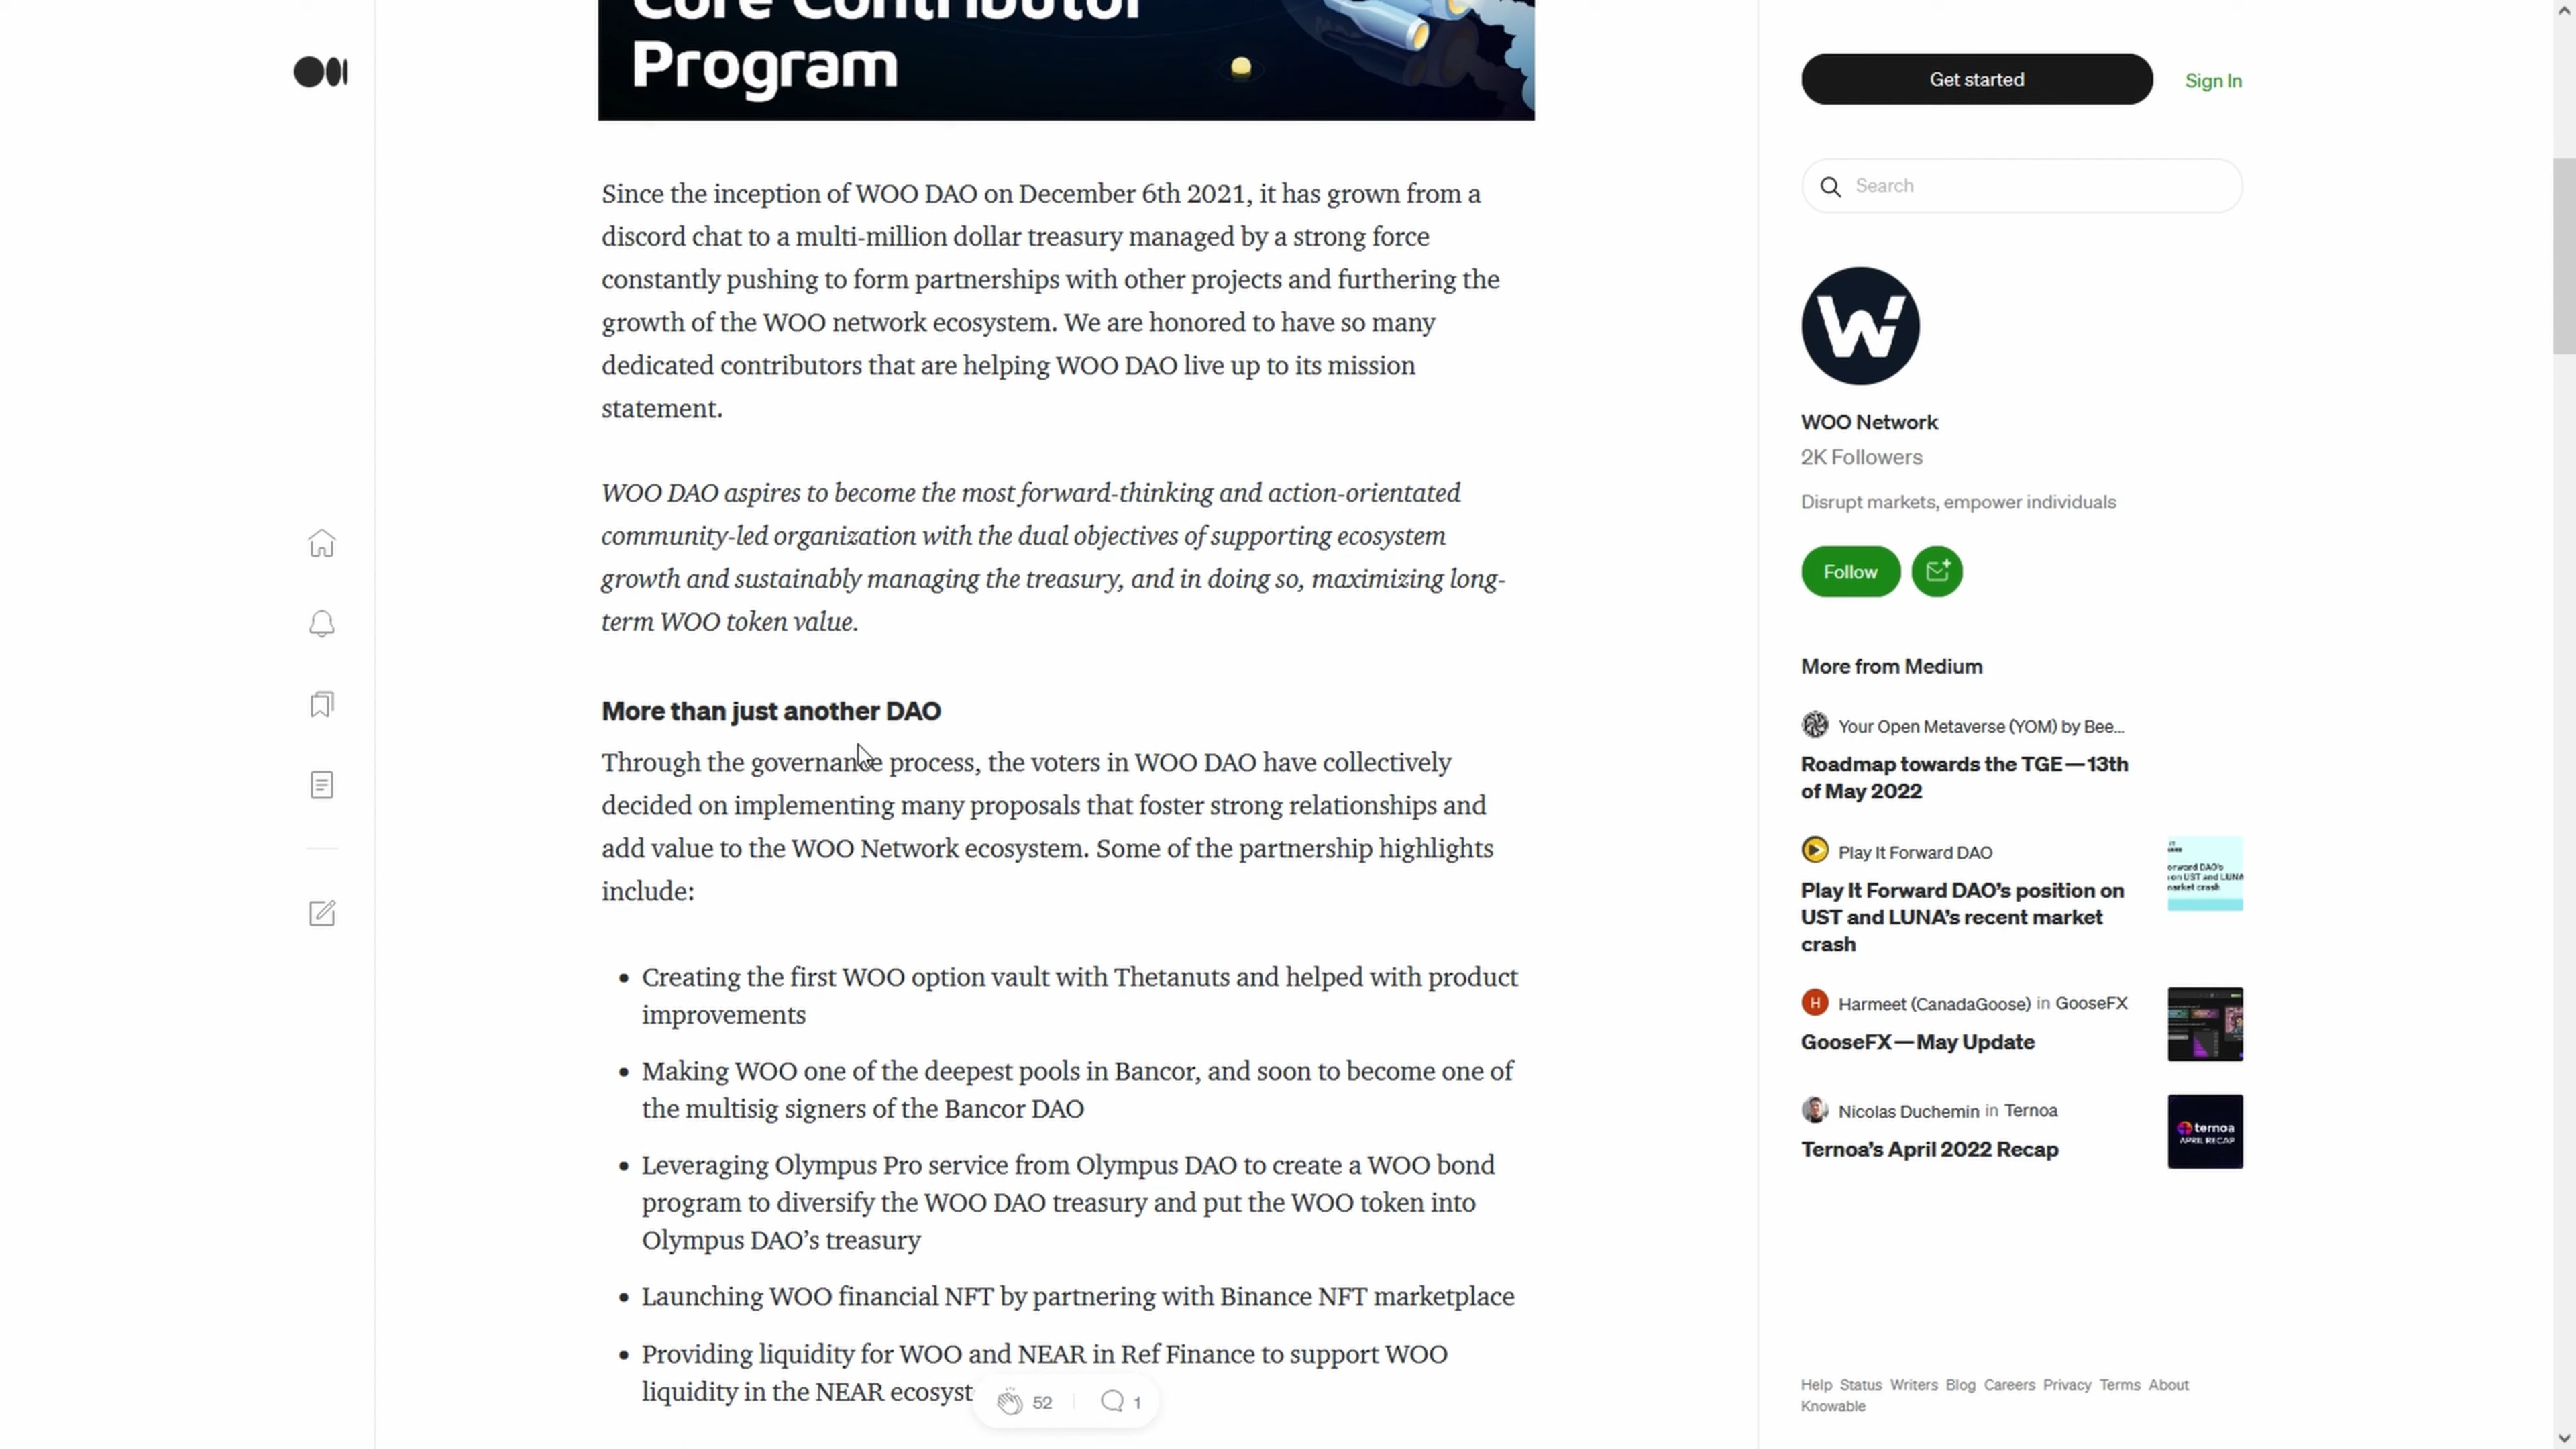 Core Contributor
Program
Since the inception of WOO DAO on December 6th 2021, it has grown from a
discord chat to a multi-million dollar treasury managed by a strong force
constantly pushing to form partnerships with other projects and furthering the
growth of the WOO network ecosystem. We are honored to have so many
dedicated contributors that are helping WOO DAO live up to its mission
statement.
WOO DAO aspires to become the most forward-thinking and action-orientated
community-led organization with the dual objectives of supporting ecosystem
growth and sustainably managing the treasury, and in doing so, maximizing long-
term WOO token value.
More than just another DAO
Through the governance process, the voters in WOO DAO have collectively
decided on implementing many proposals that foster strong relationships and
add value to the WOO Network ecosystem. Some of the partnership highlights
include:
• Creating the first WOO option vault with Thetanuts and helped with product
improvements
• Making WOO one of the deepest pools in Bancor, and soon to become one of
the multisig signers of the Bancor DAO
• Leveraging Olympus Pro service from Olympus DAO to create a WOO bond
program to diversify the WOO DAO treasury and put the WOO token into
Olympus DAO’s treasury
• Launching WOO financial NFT by partnering with Binance NFT marketplace
• Providing liquidity for WOO and NEAR in Ref Finance to support WOO
liquidity in the NEAR ecosyst
52
1
Get started
Sign In
Search
W
WOO Network
2K Followers
Disrupt markets, empower individuals
Follow
More from Medium
Your Open Metaverse (YOM) by Bee...
Roadmap towards the TGE — 13th
of May 2022
Play It Forward DAO
Play It Forward DAO’s position on
UST and LUNA’s recent market
crash
orward DAO's
on UST and LUNA
market crash
H
Harmeet (CanadaGoose) in GooseFX
GooseFX — May Update
Nicolas Duchemin in Ternoa
Ternoa’s April 2022 Recap
ternoa
APRIL RECAP
Help Status Writers Blog Careers Privacy Terms About
Knowable